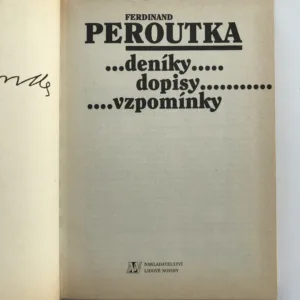 FERDINAND
PEROUTKA
...deníky.....
dopisy............
....vzpomínky
NAKLADATELSTVÍ
LIDOVÉ NOVINY